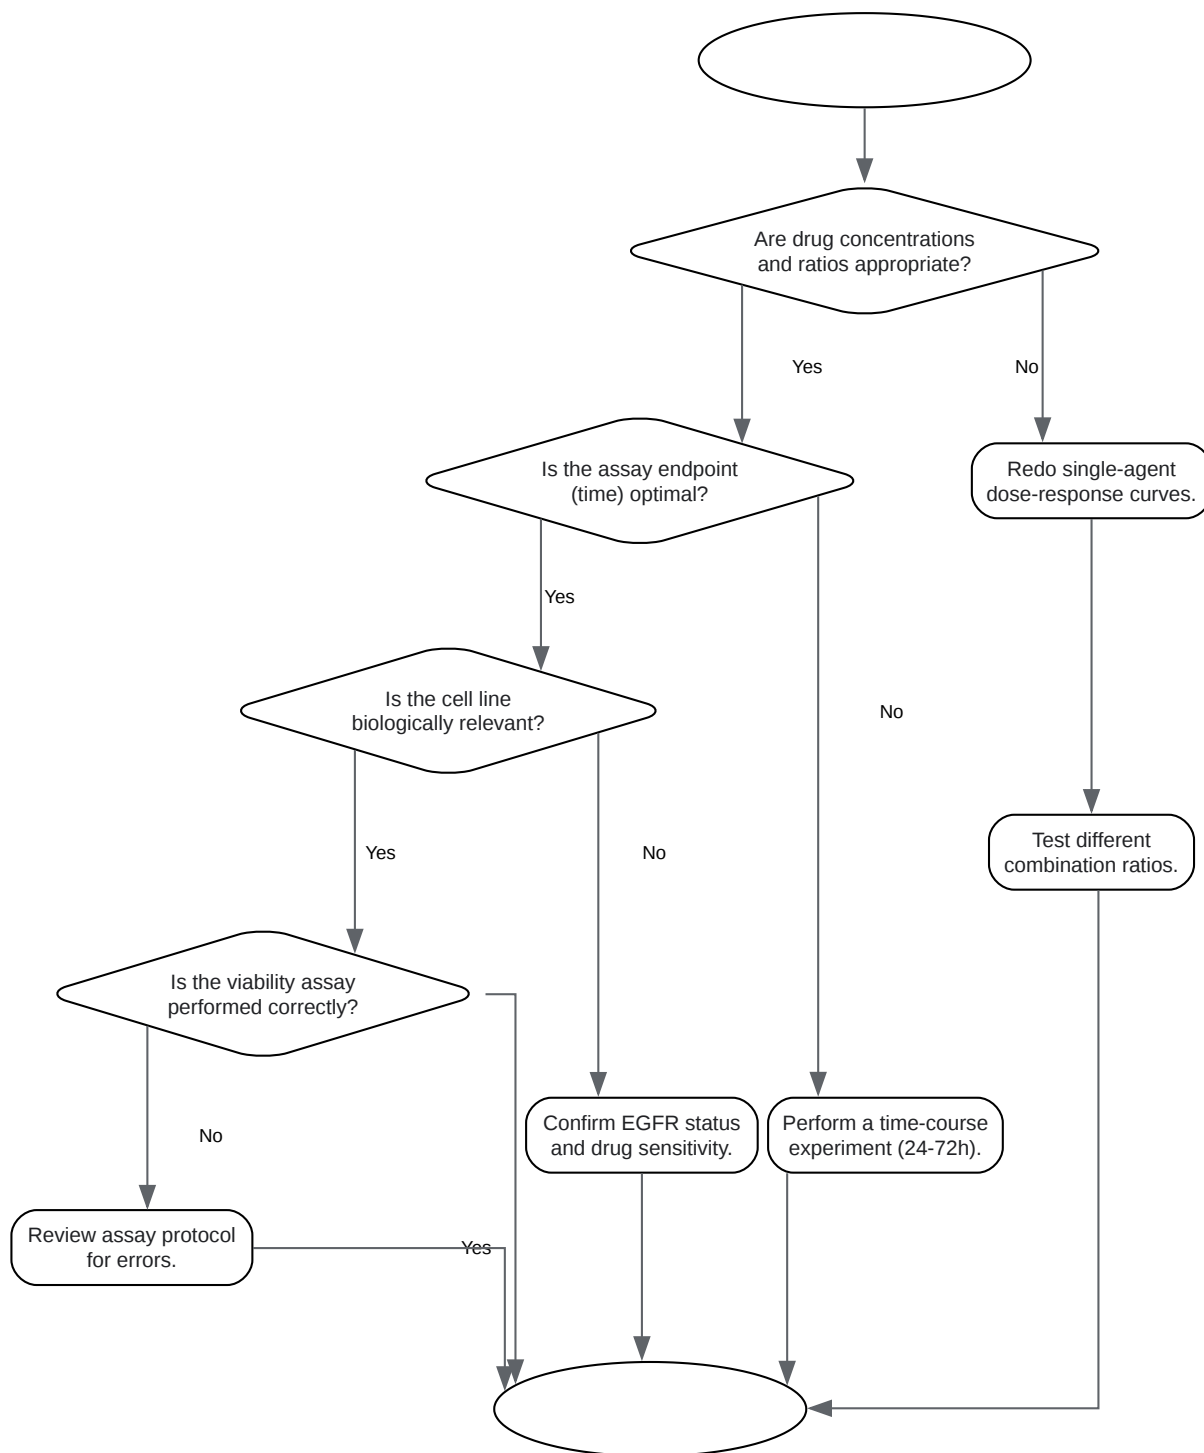 Are drug concentrations
and ratios appropriate?
Yes
No
Is the assay endpoint
(time) optimal?
Redo single-agent
dose-response curves.
Yes
Is the cell line
biologically relevant?
No
Yes
No
Test different
combination ratios.
Is the viability assay
performed correctly?
No
Confirm EGFR status
and drug sensitivity.
Perform a time-course
experiment (24-72h).
Review assay protocol
for errors.
Yes